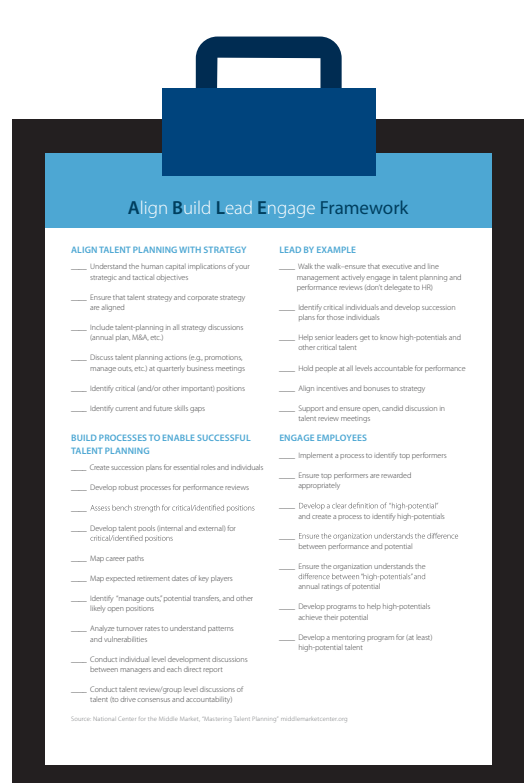 Align Build Lead Engage Framework
ALIGN TALENT PLANNING WITH STRATEGY
____ Understand the human capital implications of your
strategic and tactical objectives
____ Ensure that talent strategy and corporate strategy
are aligned
____ Include talent-planning in all strategy discussions
(annual plan, M&A, etc.)
____ Discuss talent planning actions (e.g., promotions,
manage outs, etc.) at quarterly business meetings
____ Identify critical (and/or other important) positions
____ Identify current and future skills gaps
BUILD PROCESSES TO ENABLE SUCCESSFUL
TALENT PLANNING
____ Create succession plans for essential roles and individuals
____ Develop robust processes for performance reviews
____ Assess bench strength for critical/identified positions
____ Develop talent pools (internal and external) for
critical/identified positions
____ Map career paths
____ Map expected retirement dates of key players
____ Identify "manage outs," potential transfers, and other
likely open positions
____ Analyze turnover rates to understand patterns
and vulnerabilities
____ Conduct individual level development discussions
between managers and each direct report
____ Conduct talent review/group level discussions of
talent (to drive consensus and accountability)
LEAD BY EXAMPLE
____ Walk the walk–ensure that executive and line
management actively engage in talent planning and
performance reviews (don't delegate to HR)
____ Identify critical individuals and develop succession
plans for those individuals
____ Help senior leaders get to know high-potentials and
other critical talent
____ Hold people at all levels accountable for performance
____ Align incentives and bonuses to strategy
____ Support and ensure open, candid discussion in
talent review meetings
ENGAGE EMPLOYEES
____ Implement a process to identify top performers
____ Ensure top performers are rewarded
appropriately
____ Develop a clear definition of "high-potential"
and create a process to identify high-potentials
____ Ensure the organization understands the difference
between performance and potential
____ Ensure the organization understands the
difference between "high-potentials" and
annual ratings of potential
____ Develop programs to help high-potentials
achieve their potential
____ Develop a mentoring program for (at least)
high-potential talent
Source: National Center for the Middle Market, "Mastering Talent Planning" middlemarketcenter.org